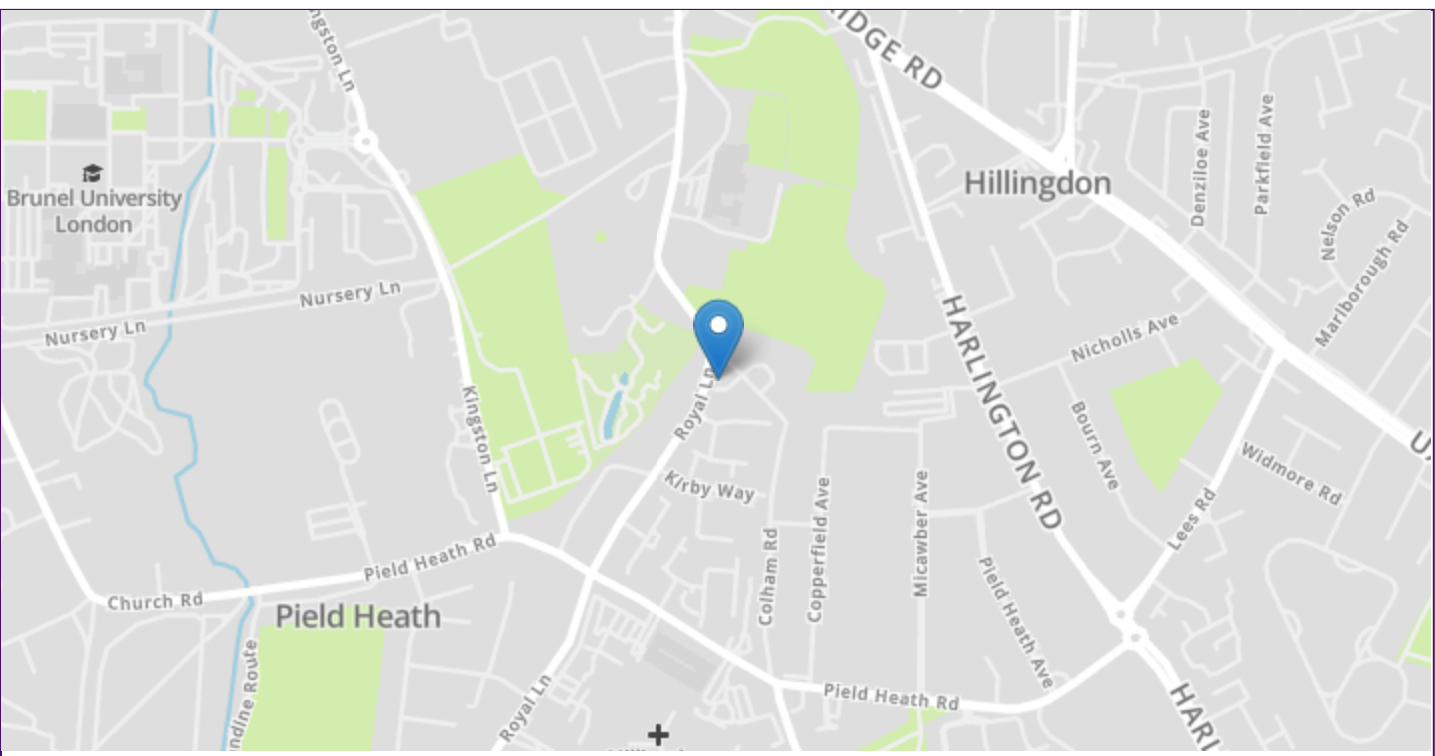 ngston Ln
IDGE RD
Denziloe Ave
Parkfield Ave
Brunel University
London
Hillingdon
Nelson Rd
Marlborough Rd
Nursery Ln
Nursery Ln
HARLINGTON RD
Nicholls Ave
Kingston Ln
Royal Ln
Bourn Ave
Widmore Rd
Kirby Way
Lees Rd
Copperfield Ave
Micawber Ave
Colham Rd
Pield Heath Rd
Pield Heath Ave
Church Rd
Pield Heath
ndine Route
Royal Ln
Pield Heath Rd
HARL